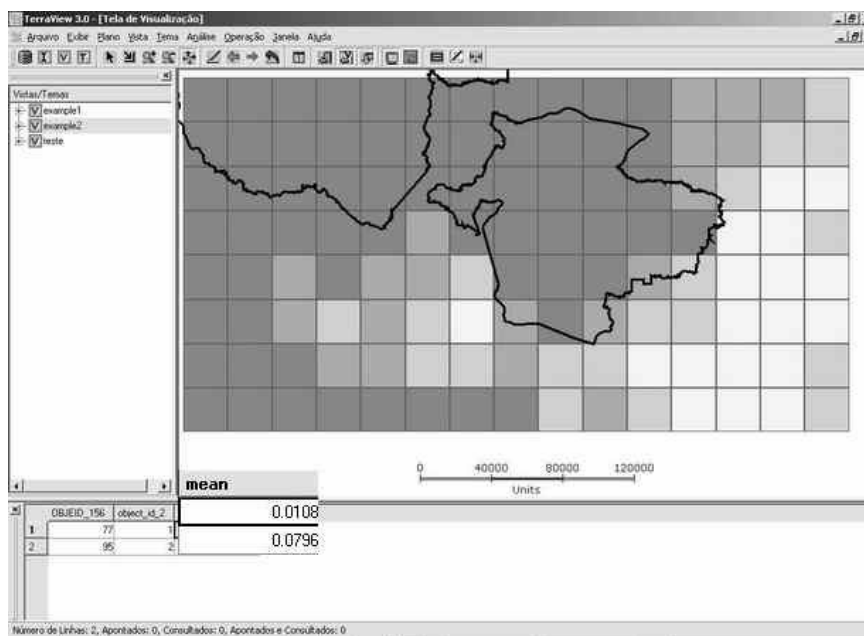 TerraView 3.0 - [Tela de Visualização]
Arquivo Exibir Plano Vista Tema Análise Operação Janela Ajuda
Vistas/Temas
example1
example2
teste
0 40000 80000 120000
Units
mean
OBJEID_156 object_id_2
1 77 1 0.0108
2 95 2 0.0796
Número de Linhas: 2, Apontados: 0, Consultados: 0, Apontados e Consultados: 0